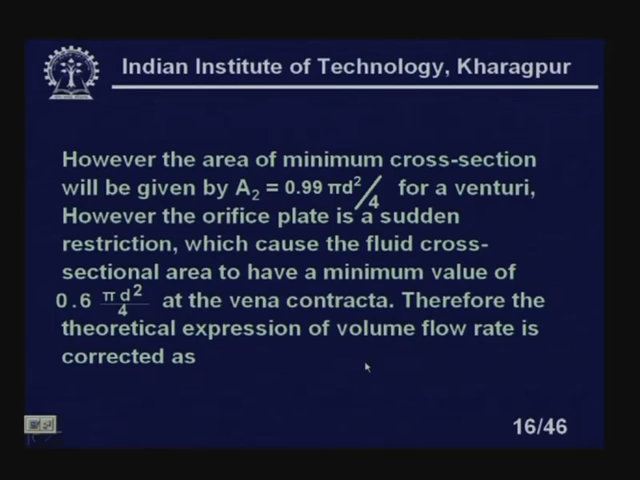 Indian Institute of Technology, Kharagpur
However the area of minimum cross-section
will be given by A₂ = 0.99 πd²/4 for a venturi,
However the orifice plate is a sudden
restriction, which cause the fluid cross-
sectional area to have a minimum value of
0.6 πd²/4 at the vena contracta. Therefore the
theoretical expression of volume flow rate is
corrected as
16/46